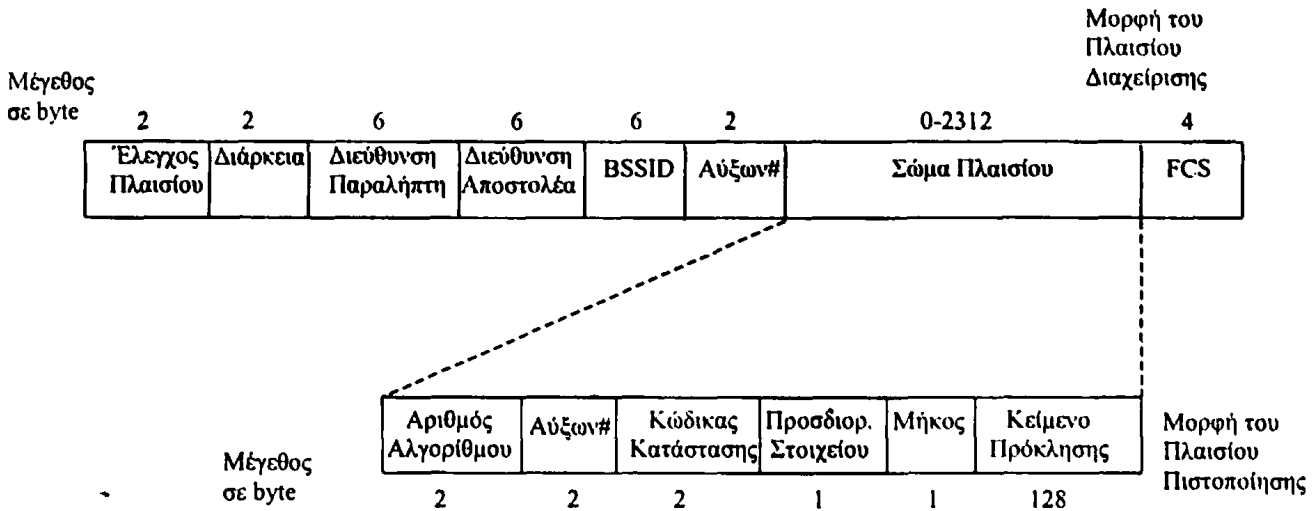 Μορφή του
Πλαισίου
Διαχείρισης
Μέγεθος
σε byte
2 2 6 6 6 2 0-2312 4
Έλεγχος Πλαισίου
Διάρκεια
Διεύθυνση Παραλήπτη
Διεύθυνση Αποστολέα
BSSID
Αύξων#
Σώμα Πλαισίου
FCS
Αριθμός Αλγορίθμου
Αύξων#
Κώδικας Κατάστασης
Προσδιορ. Στοιχείου
Μήκος
Κείμενο Πρόκλησης
Μορφή του
Πλαισίου
Πιστοποίησης
Μέγεθος
σε byte
2 2 2 1 1 128